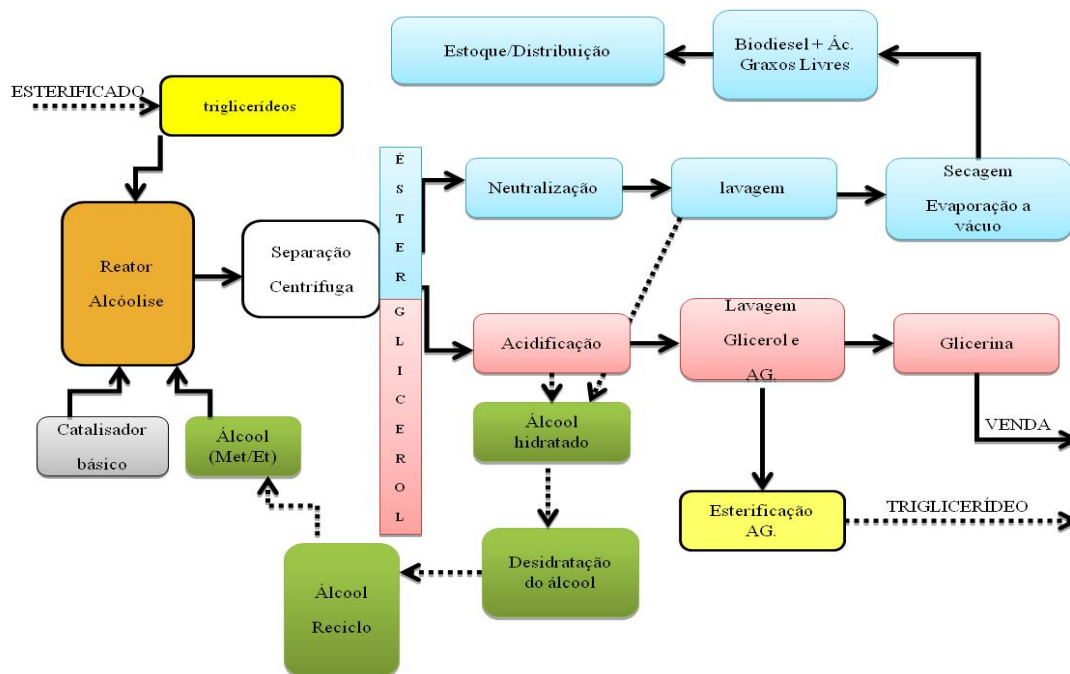 Estoque/Distribuição
Biodiesel + Ác.
Graxos Livres
ESTERIFICADO
triglicerídeos
ÉSTER
Neutralização
lavagem
Secagem
Evaporação a
vácuo
Reator
Alcóolise
Separação
Centrífuga
GLICEROL
Acidificação
Lavagem
Glicerol e
AG.
Glicerina
Catalisador
básico
Álcool
(Met/Et)
Álcool
hidratado
VENDA
Esterificação
AG.
TRIGLICERÍDEO
Desidratação
do álcool
Álcool
Reciclo